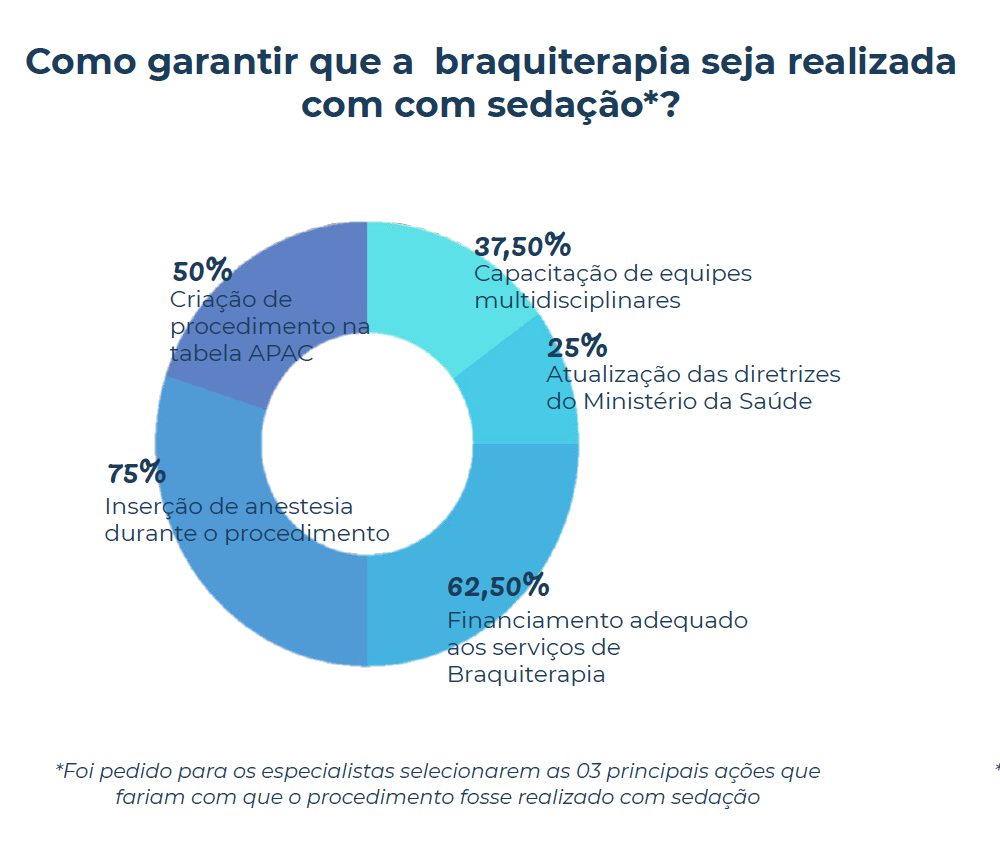 Como garantir que a braquiterapia seja realizada
com com sedação*?
37,50%
Capacitação de equipes
multidisciplinares
50%
Criação de
procedimento na
tabela APAC
25%
Atualização das diretrizes
do Ministério da Saúde
75%
Inserção de anestesia
durante o procedimento
62,50%
Financiamento adequado
aos serviços de
Braquiterapia
*Foi pedido para os especialistas selecionarem as 03 principais ações que
fariam com que o procedimento fosse realizado com sedação
*